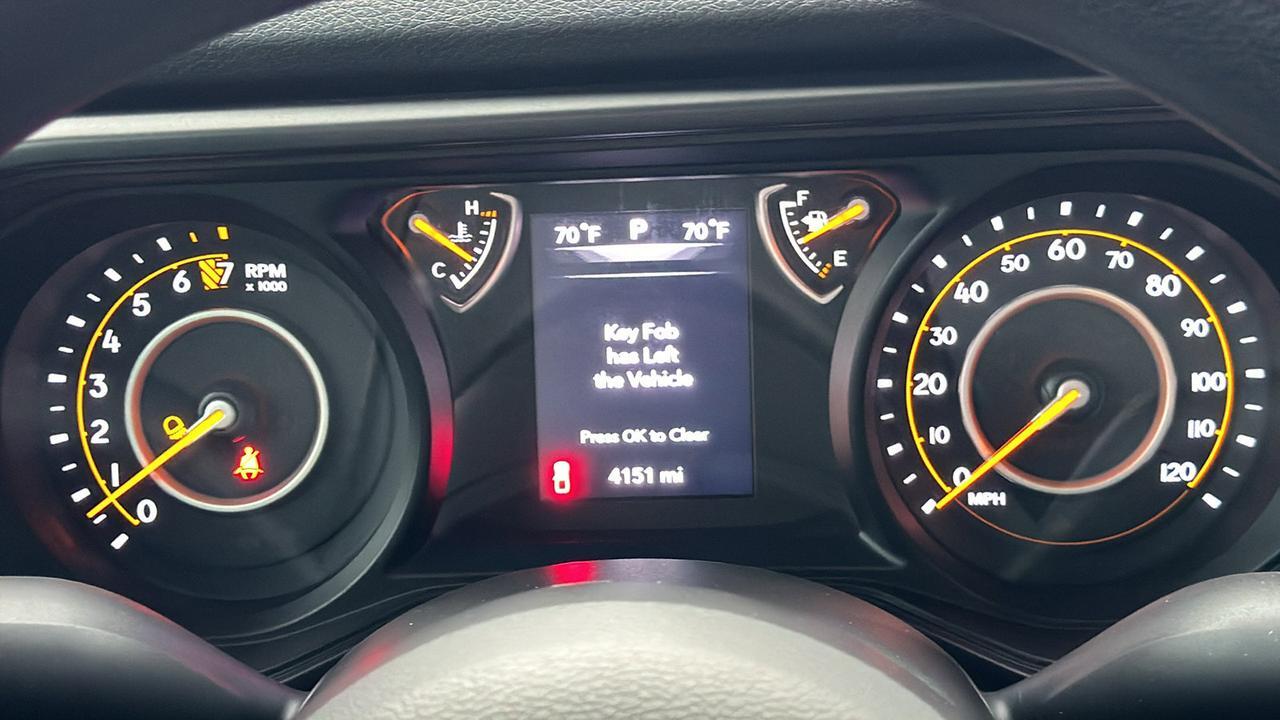 70°F P 70°F
Key Fob
has Left
the Vehicle
Press OK to Clear
4151 mi
H
C
F
E
RPM
x 1000
0
1
2
3
4
5
6
7
0
10
20
30
40
50
60
70
80
90
100
110
120
MPH